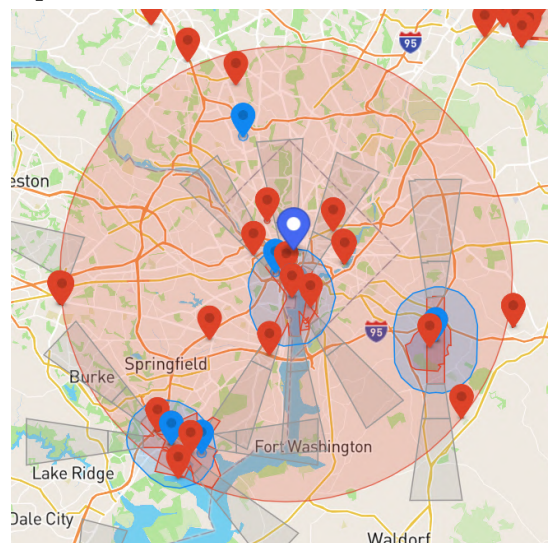 95
eston
95
Springfield
Burke
Fort Washington
Lake Ridge
Dale City
Waldorf